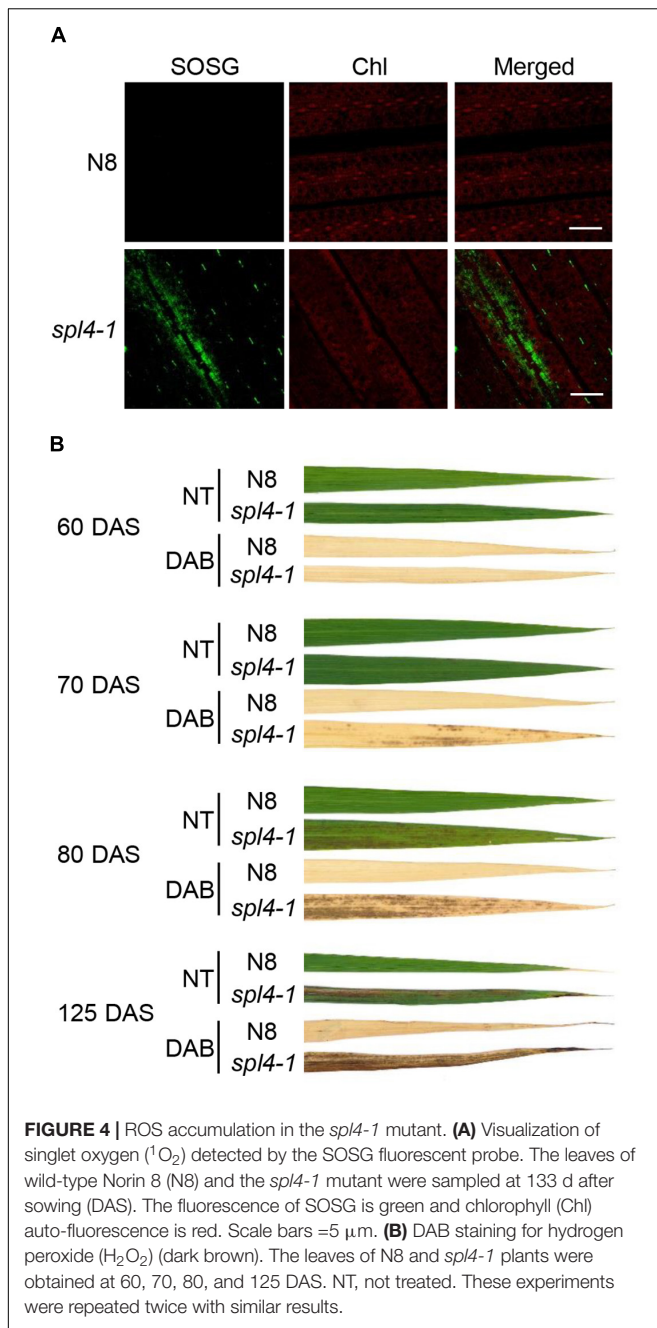 A
SOSG Chl Merged
N8
spl4-1
B
60 DAS NT N8
spl4-1
DAB N8
spl4-1
70 DAS NT N8
spl4-1
DAB N8
spl4-1
80 DAS NT N8
spl4-1
DAB N8
spl4-1
125 DAS NT N8
spl4-1
DAB N8
spl4-1
FIGURE 4 | ROS accumulation in the spl4-1 mutant. (A) Visualization of
singlet oxygen (¹O₂) detected by the SOSG fluorescent probe. The leaves of
wild-type Norin 8 (N8) and the spl4-1 mutant were sampled at 133 d after
sowing (DAS). The fluorescence of SOSG is green and chlorophyll (Chl)
auto-fluorescence is red. Scale bars =5 μm. (B) DAB staining for hydrogen
peroxide (H₂O₂) (dark brown). The leaves of N8 and spl4-1 plants were
obtained at 60, 70, 80, and 125 DAS. NT, not treated. These experiments
were repeated twice with similar results.